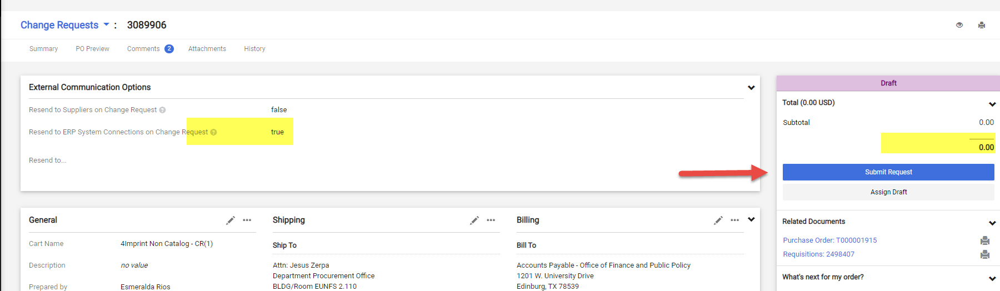 Change Requests : 3089906
Summary PO Preview Comments 2 Attachments History
External Communication Options
Resend to Suppliers on Change Request ? false
Resend to ERP System Connections on Change Request ? true
Resend to...
General
Cart Name 4Imprint Non Catalog - CR(1)
Description no value
Prepared by Esmeralda Rios
Shipping
Ship To
Attn: Jesus Zerpa
Department Procurement Office
BLDG/Room EUNFS 2.110
Billing
Bill To
Accounts Payable - Office of Finance and Public Policy
1201 W. University Drive
Edinburg, TX 78539
Draft
Total (0.00 USD)
Subtotal 0.00
0.00
Submit Request
Assign Draft
Related Documents
Purchase Order: T000001915
Requisitions: 2498407
What's next for my order?